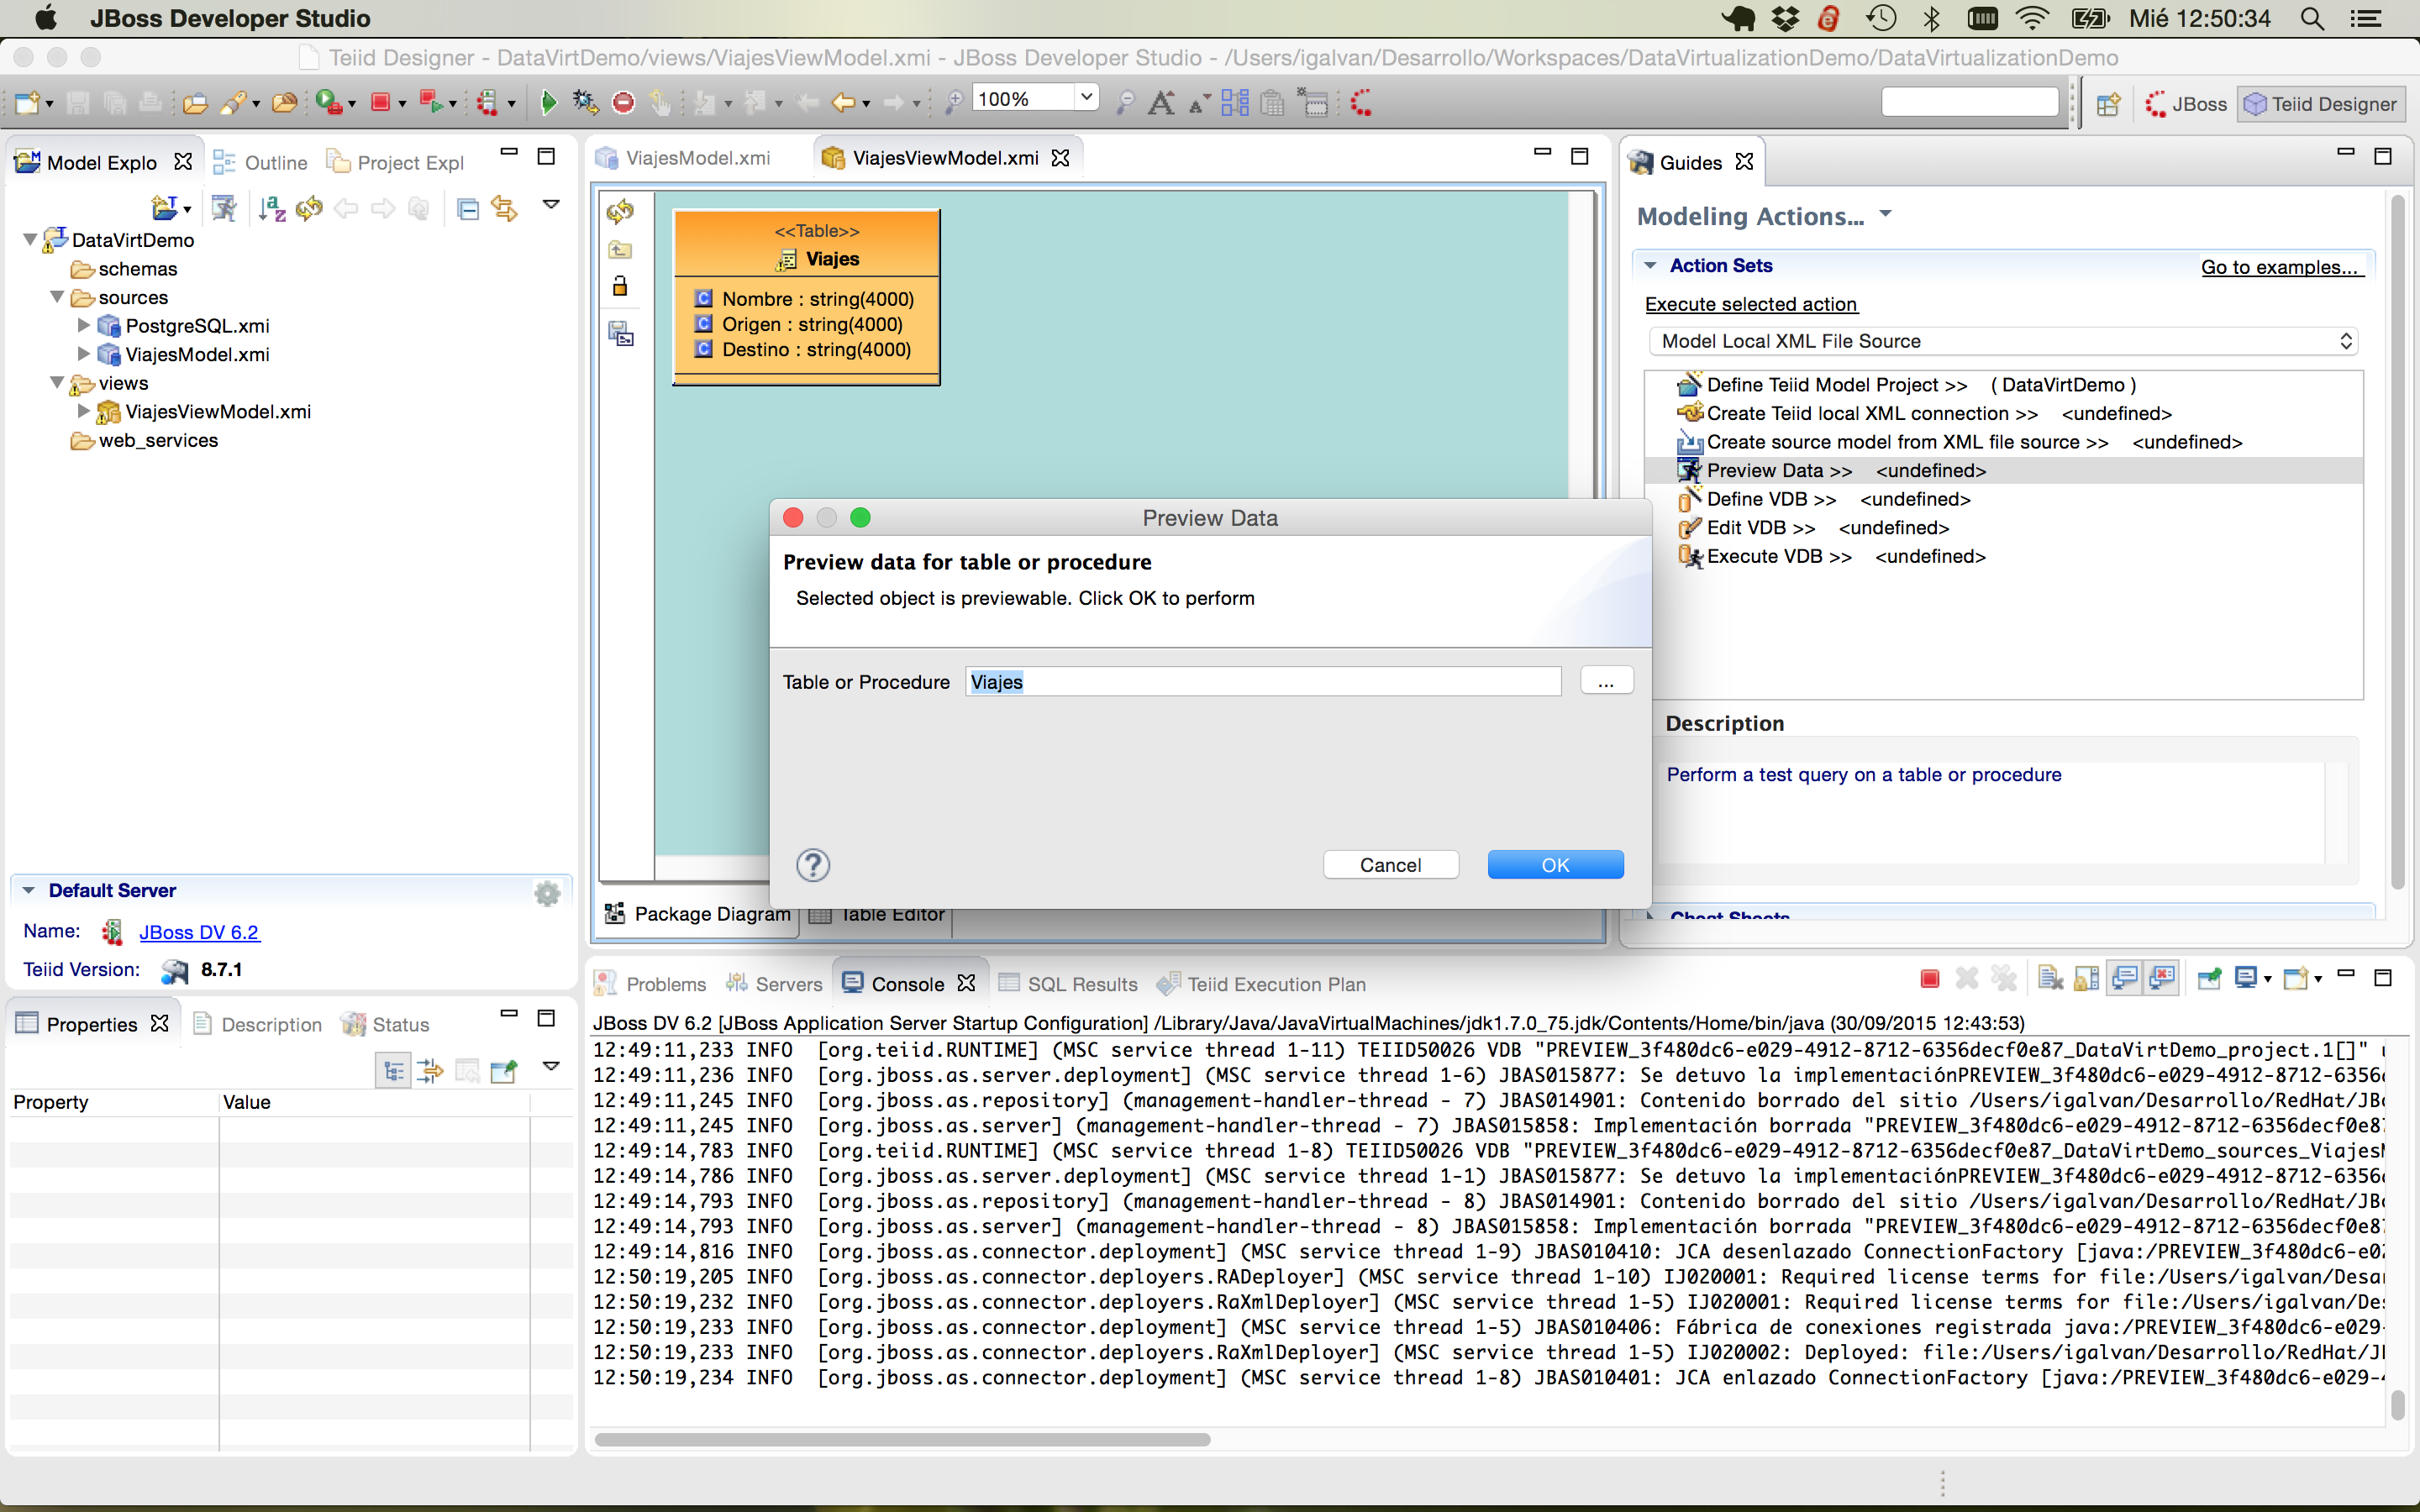 JBoss Developer Studio
Mié 12:50:34
Teiid Designer - DataVirtDemo/views/ViajesViewModel.xmi - JBoss Developer Studio - /Users/igalvan/Desarrollo/Workspaces/DataVirtualizationDemo/DataVirtualizationDemo
100%
JBoss
Teiid Designer
Model Explo
Outline
Project Expl
DataVirtDemo
schemas
sources
PostgreSQL.xmi
ViajesModel.xmi
views
ViajesViewModel.xmi
web_services
Default Server
Name:
JBoss DV 6.2
Teiid Version:
8.7.1
Properties
Description
Status
Property
Value
ViajesModel.xmi
ViajesViewModel.xmi
<<Table>>
Viajes
Nombre : string(4000)
Origen : string(4000)
Destino : string(4000)
Package Diagram
Table Editor
Preview Data
Preview data for table or procedure
Selected object is previewable. Click OK to perform
Table or Procedure
Viajes
...
Cancel
OK
Guides
Modeling Actions...
Action Sets
Go to examples...
Execute selected action
Model Local XML File Source
Define Teiid Model Project >> ( DataVirtDemo )
Create Teiid local XML connection >> <undefined>
Create source model from XML file source >> <undefined>
Preview Data >> <undefined>
Define VDB >> <undefined>
Edit VDB >> <undefined>
Execute VDB >> <undefined>
Description
Perform a test query on a table or procedure
Cheat Sheets
Problems
Servers
Console
SQL Results
Teiid Execution Plan
JBoss DV 6.2 [JBoss Application Server Startup Configuration] /Library/Java/JavaVirtualMachines/jdk1.7.0_75.jdk/Contents/Home/bin/java (30/09/2015 12:43:53)
12:49:11,233 INFO [org.teiid.RUNTIME] (MSC service thread 1-11) TEIID50026 VDB "PREVIEW_3f480dc6-e029-4912-8712-6356decf0e87_DataVirtDemo_project.1[]" u
12:49:11,236 INFO [org.jboss.as.server.deployment] (MSC service thread 1-6) JBAS015877: Se detuvo la implementaciónPREVIEW_3f480dc6-e029-4912-8712-6356
12:49:11,245 INFO [org.jboss.as.repository] (management-handler-thread - 7) JBAS014901: Contenido borrado del sitio /Users/igalvan/Desarrollo/RedHat/JBo
12:49:11,245 INFO [org.jboss.as.server] (management-handler-thread - 7) JBAS015858: Implementación borrada "PREVIEW_3f480dc6-e029-4912-8712-6356decf0e87
12:49:14,783 INFO [org.teiid.RUNTIME] (MSC service thread 1-8) TEIID50026 VDB "PREVIEW_3f480dc6-e029-4912-8712-6356decf0e87_DataVirtDemo_sources_ViajesM
12:49:14,786 INFO [org.jboss.as.server.deployment] (MSC service thread 1-1) JBAS015877: Se detuvo la implementaciónPREVIEW_3f480dc6-e029-4912-8712-6356
12:49:14,793 INFO [org.jboss.as.repository] (management-handler-thread - 8) JBAS014901: Contenido borrado del sitio /Users/igalvan/Desarrollo/RedHat/JBo
12:49:14,793 INFO [org.jboss.as.server] (management-handler-thread - 8) JBAS015858: Implementación borrada "PREVIEW_3f480dc6-e029-4912-8712-6356decf0e87
12:49:14,816 INFO [org.jboss.as.connector.deployment] (MSC service thread 1-9) JBAS010410: JCA desenlazado ConnectionFactory [java:/PREVIEW_3f480dc6-e02
12:50:19,205 INFO [org.jboss.as.connector.deployers.RADeployer] (MSC service thread 1-10) IJ020001: Required license terms for file:/Users/igalvan/Desar
12:50:19,232 INFO [org.jboss.as.connector.deployers.RaXmlDeployer] (MSC service thread 1-5) IJ020001: Required license terms for file:/Users/igalvan/Des
12:50:19,233 INFO [org.jboss.as.connector.deployment] (MSC service thread 1-5) JBAS010406: Fábrica de conexiones registrada java:/PREVIEW_3f480dc6-e029-
12:50:19,233 INFO [org.jboss.as.connector.deployers.RaXmlDeployer] (MSC service thread 1-5) IJ020002: Deployed: file:/Users/igalvan/Desarrollo/RedHat/JB
12:50:19,234 INFO [org.jboss.as.connector.deployment] (MSC service thread 1-8) JBAS010401: JCA enlazado ConnectionFactory [java:/PREVIEW_3f480dc6-e029-4